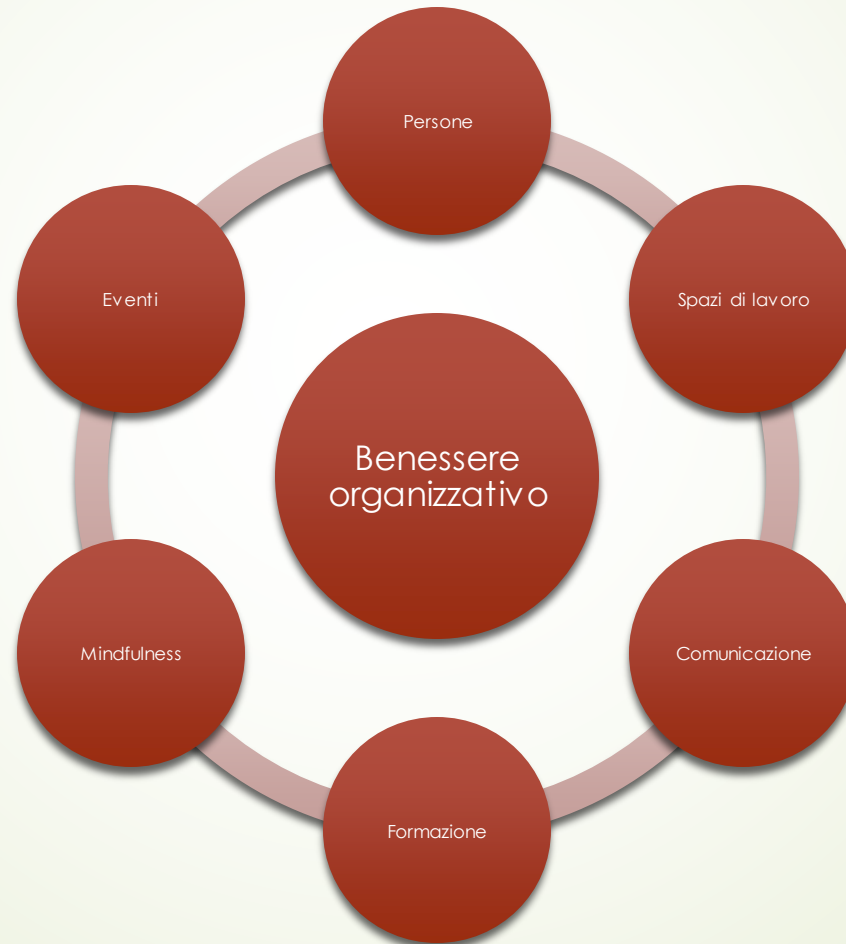 Persone
Eventi
Spazi di lavoro
Benessere
organizzativo
Mindfulness
Comunicazione
Formazione